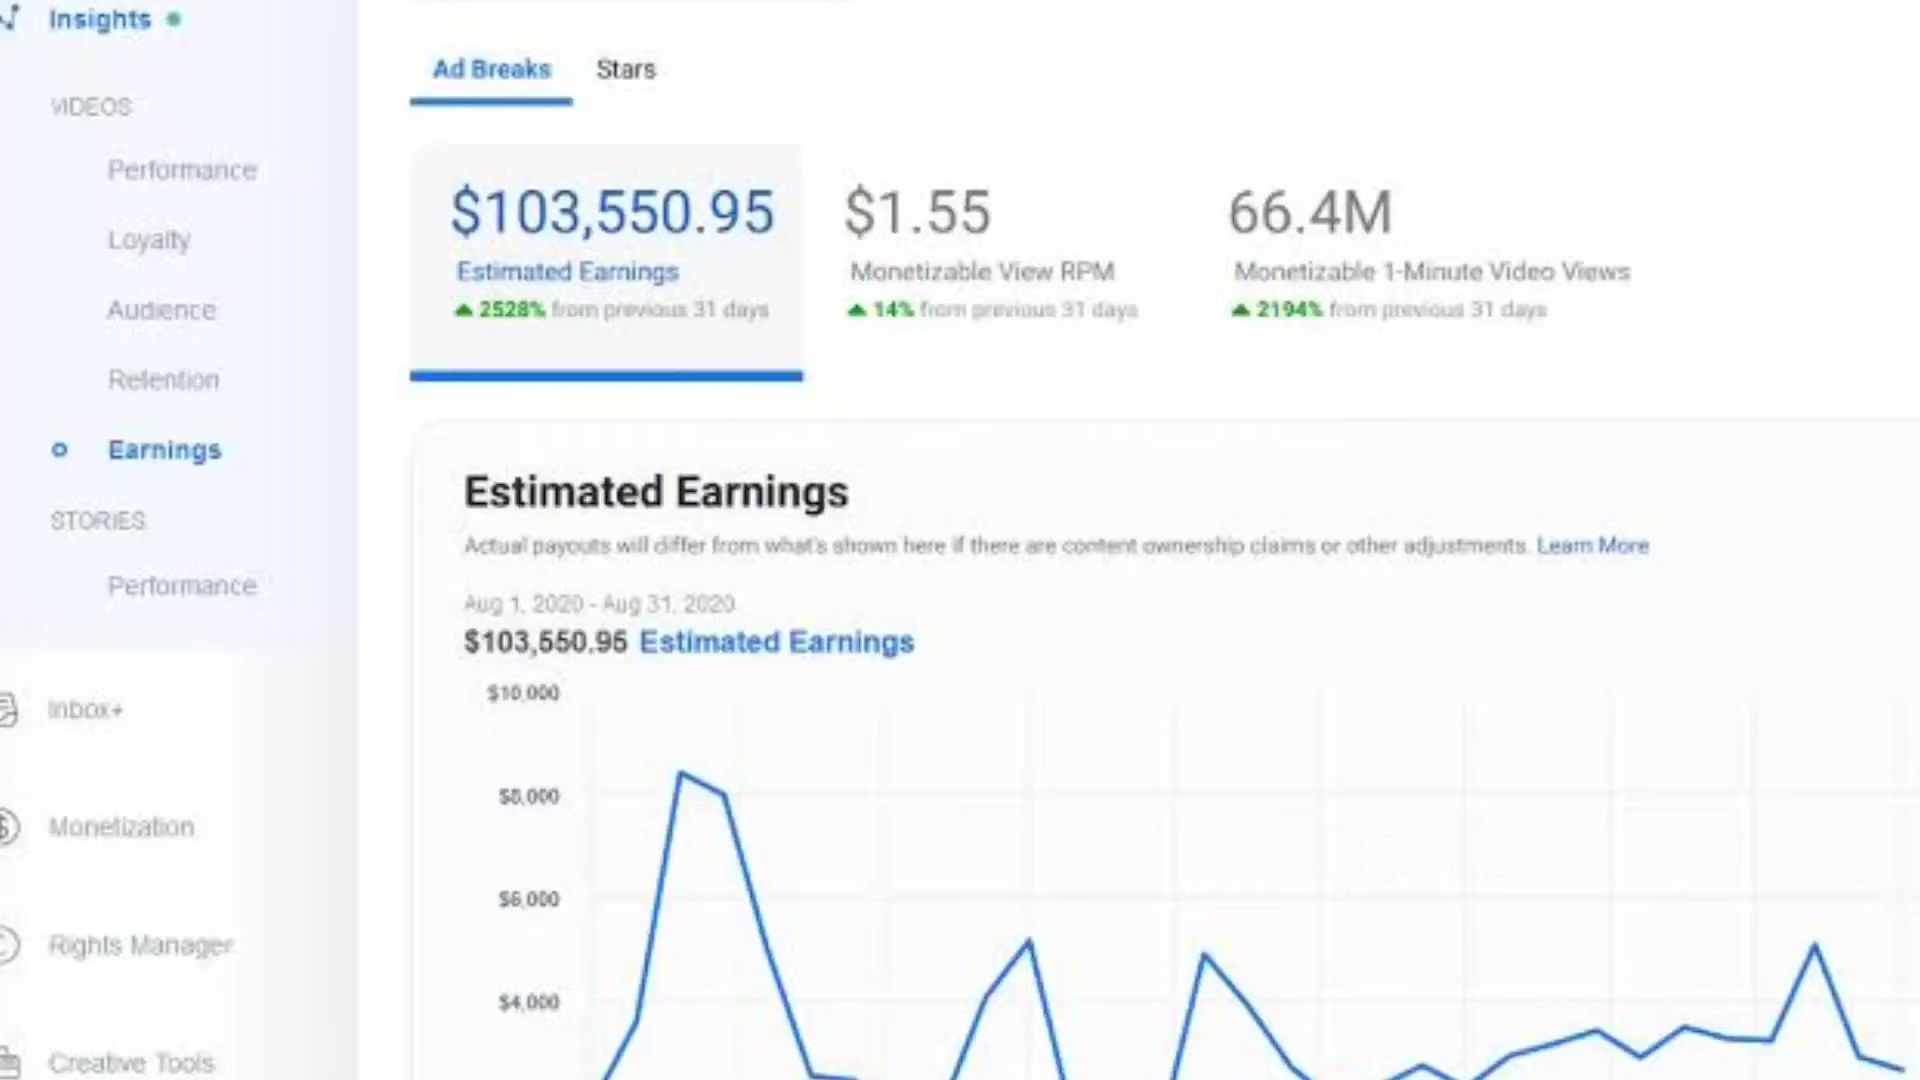 Insights
Ad Breaks Stars
VIDEOS
Performance
Loyalty
Audience
Retention
Earnings
STORIES
Performance
Inbox+
Monetization
Rights Manager
Creative Tools
$103,550.95
Estimated Earnings
2528% from previous 31 days
$1.55
Monetizable View RPM
14% from previous 31 days
66.4M
Monetizable 1-Minute Video Views
2194% from previous 31 days
Estimated Earnings
Actual payouts will differ from what's shown here if there are content ownership claims or other adjustments. Learn More
Aug 1, 2020 - Aug 31, 2020
$103,550.95 Estimated Earnings
$10,000
$8,000
$6,000
$4,000